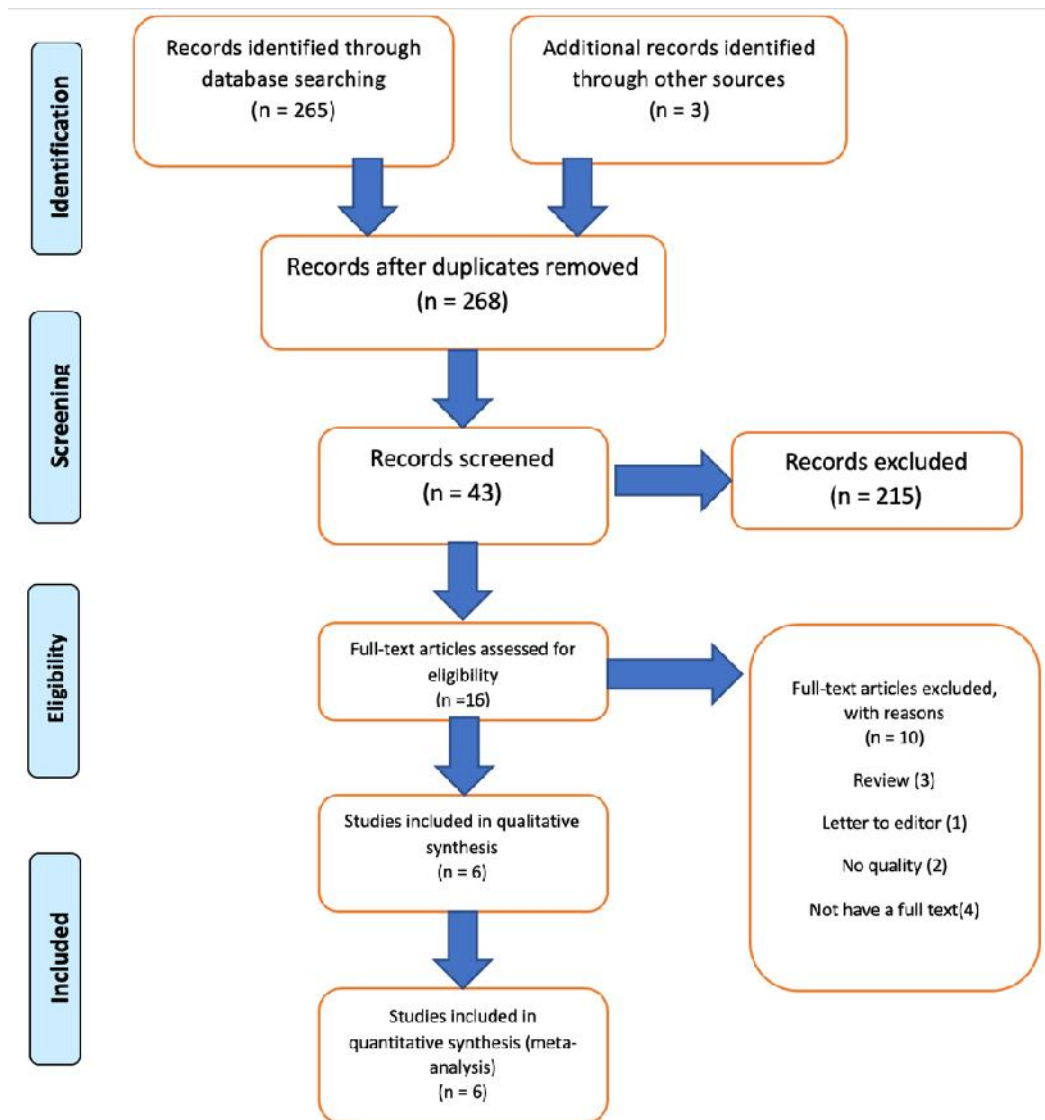 Identification
Records identified through
database searching
(n = 265)
Additional records identified
through other sources
(n = 3)
Records after duplicates removed
(n = 268)
Screening
Records screened
(n = 43)
Records excluded
(n = 215)
Eligibility
Full-text articles assessed for
eligibility
(n =16)
Full-text articles excluded,
with reasons
(n = 10)
Review (3)
Letter to editor (1)
No quality (2)
Not have a full text(4)
Studies included in qualitative
synthesis
(n = 6)
Included
Studies included in
quantitative synthesis (meta-
analysis)
(n = 6)